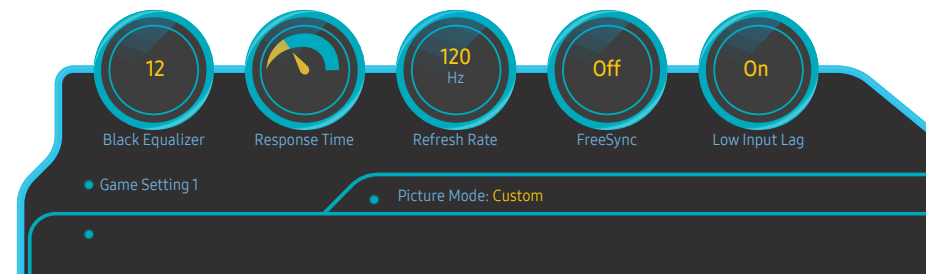 12
120
Hz
Off
On
Black Equalizer
Response Time
Refresh Rate
FreeSync
Low Input Lag
Game Setting 1
Picture Mode: Custom